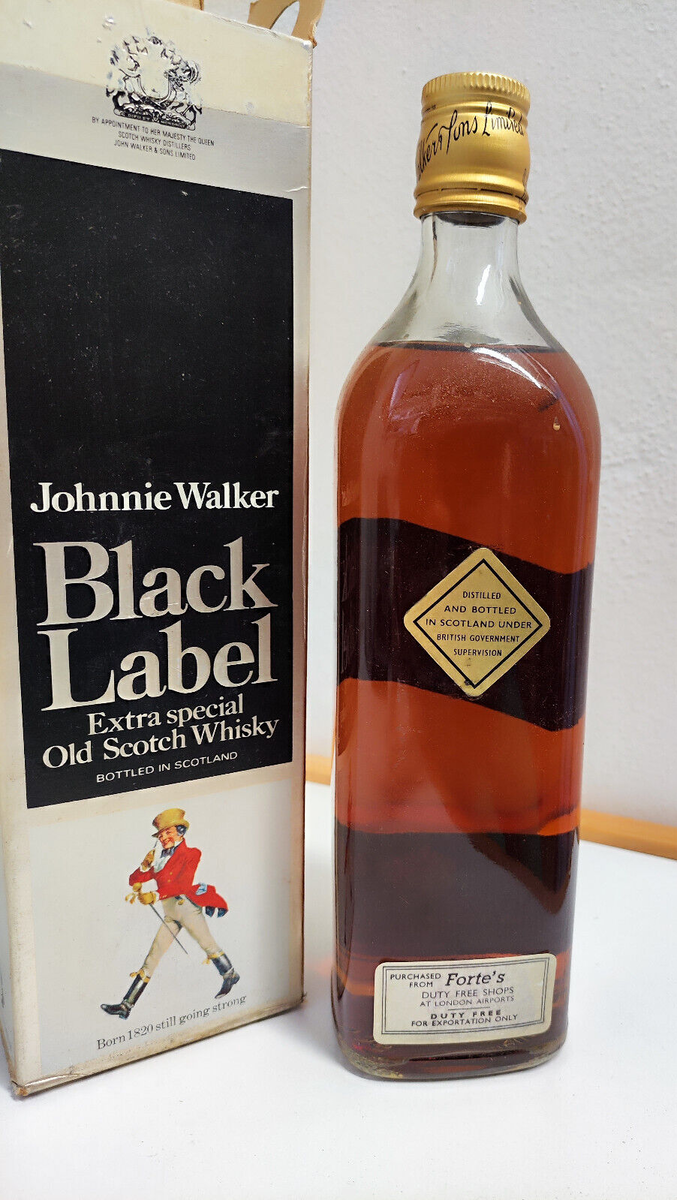 BY APPOINTMENT TO HER MAJESTY THE QUEEN
SCOTCH WHISKY DISTILLERS
JOHN WALKER & SONS LIMITED
Johnnie Walker
Black
Label
Extra special
Old Scotch Whisky
BOTTLED IN SCOTLAND
Born 1820 still going strong
Sons Limited
DISTILLED
AND BOTTLED
IN SCOTLAND UNDER
BRITISH GOVERNMENT
SUPERVISION
PURCHASED
FROM Forte's
DUTY FREE SHOPS
AT LONDON AIRPORTS
DUTY FREE
FOR EXPORTATION ONLY